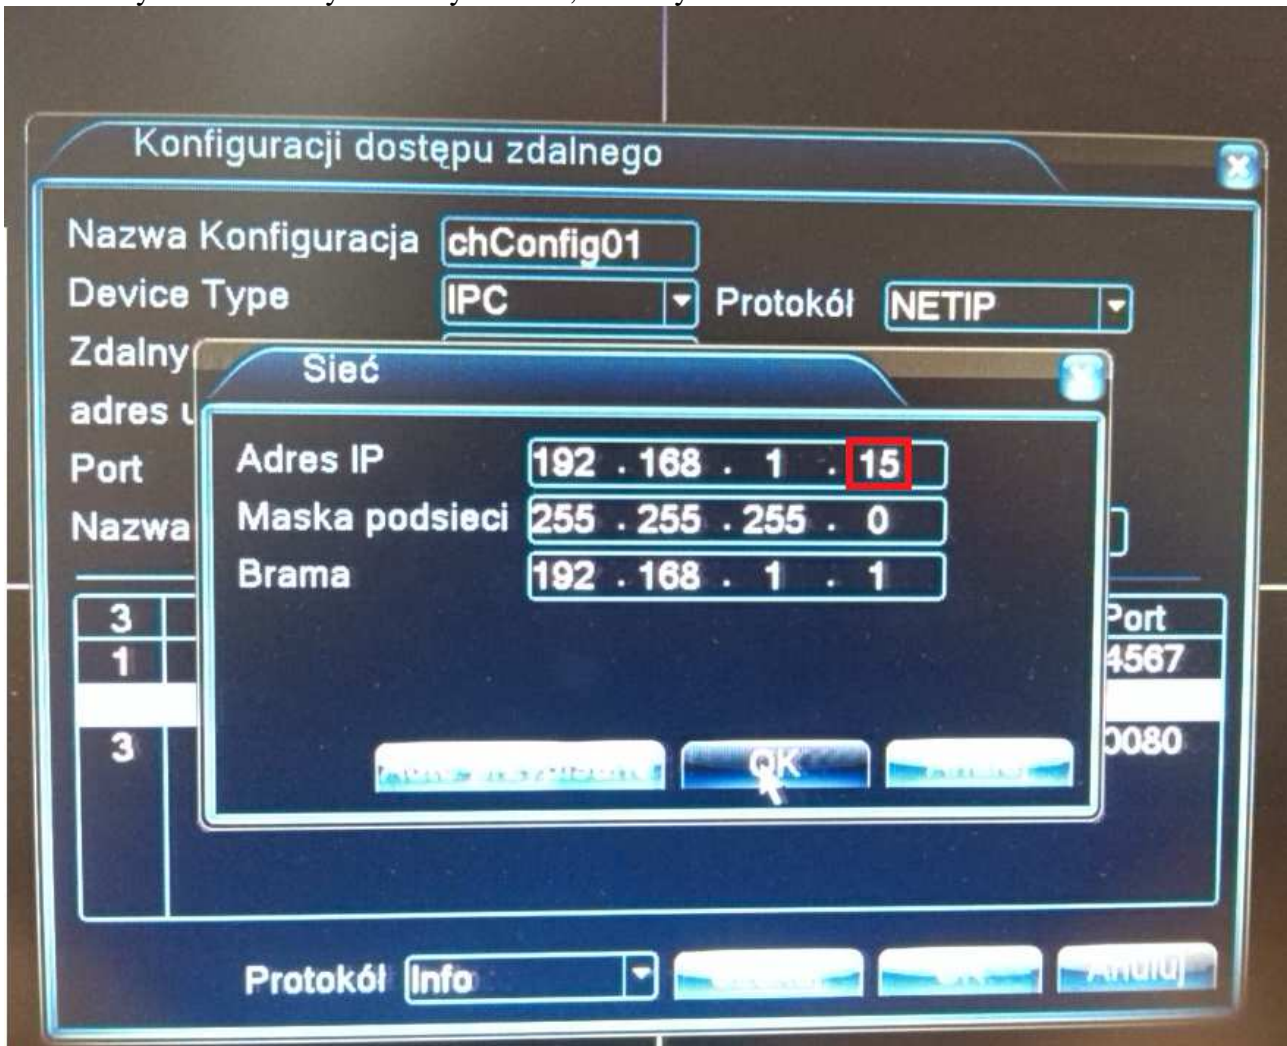 Konfiguracji dostępu zdalnego
Nazwa Konfiguracja chConfig01
Device Type IPC Protokół NETIP
Zdalny
adres u
Port
Nazwa
Sieć
Adres IP 192 . 168 . 1 . 15
Maska podsieci 255 . 255 . 255 . 0
Brama 192 . 168 . 1 . 1
OK
3 Port
1 4567
3 0080
Protokół Info
Anuluj